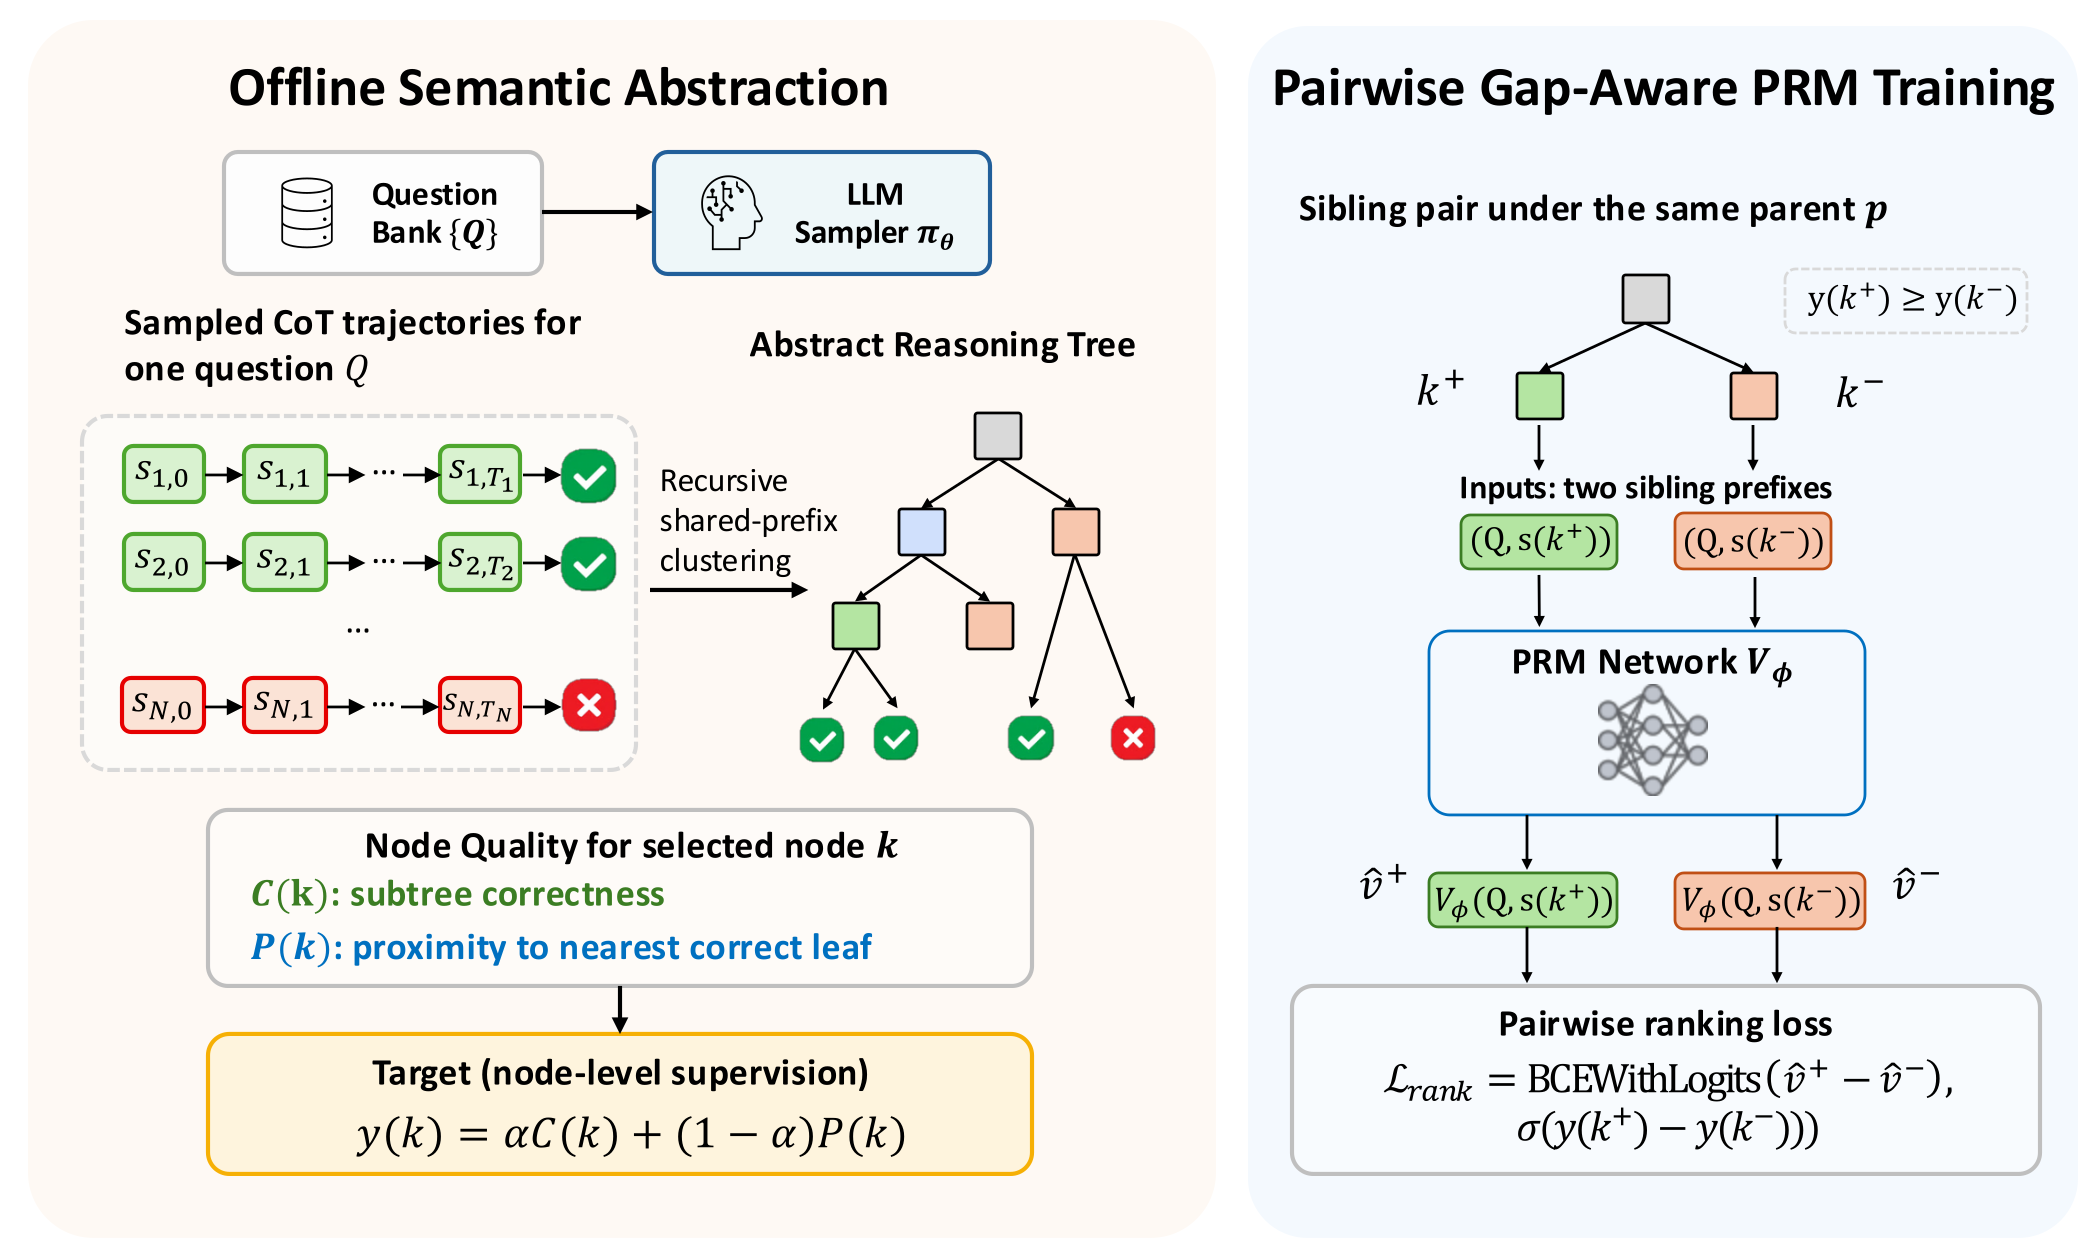 Offline Semantic Abstraction
Question
Bank {Q}
LLM
Sampler π_θ
Sampled CoT trajectories for
one question Q
Abstract Reasoning Tree
s_{1,0}
s_{1,1}
...
s_{1,T_1}
s_{2,0}
s_{2,1}
...
s_{2,T_2}
...
s_{N,0}
s_{N,1}
...
s_{N,T_N}
Recursive
shared-prefix
clustering
Node Quality for selected node k
C(k): subtree correctness
P(k): proximity to nearest correct leaf
Target (node-level supervision)
y(k) = αC(k) + (1 − α)P(k)
Pairwise Gap-Aware PRM Training
Sibling pair under the same parent p
y(k⁺) ≥ y(k⁻)
k⁺
k⁻
Inputs: two sibling prefixes
(Q, s(k⁺))
(Q, s(k⁻))
PRM Network V_ϕ
v̂⁺
V_ϕ(Q, s(k⁺))
V_ϕ(Q, s(k⁻))
v̂⁻
Pairwise ranking loss
ℒ_{rank} = BCEWithLogits(v̂⁺ − v̂⁻),
σ(y(k⁺) − y(k⁻)))